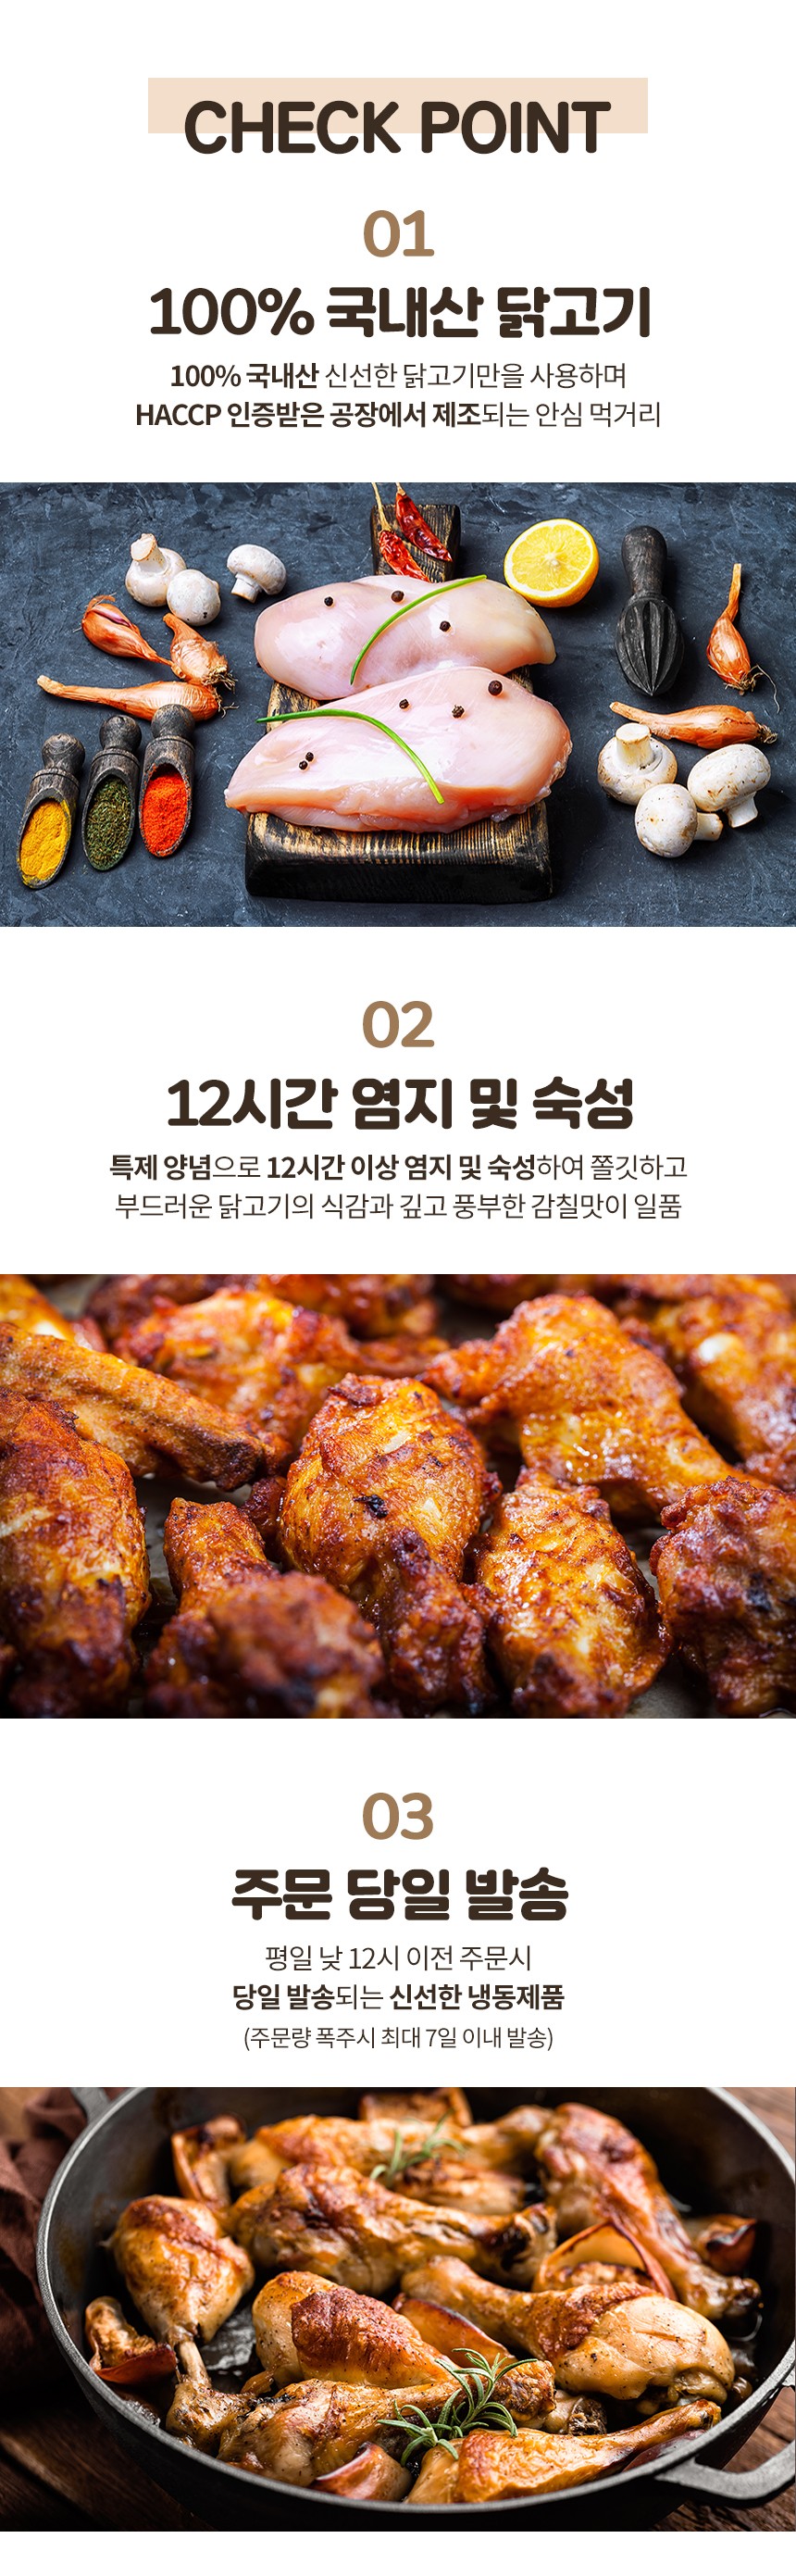 CHECK POINT
01
100% 국내산 닭고기
100% 국내산 신선한 닭고기만을 사용하며
HACCP 인증받은 공장에서 제조되는 안심 먹거리
02
12시간 염지 및 숙성
특제 양념으로 12시간 이상 염지 및 숙성하여 쫄깃하고
부드러운 닭고기의 식감과 깊고 풍부한 감칠맛이 일품
03
주문 당일 발송
평일 낮 12시 이전 주문시
당일 발송되는 신선한 냉동제품
(주문량 폭주시 최대 7일 이내 발송)